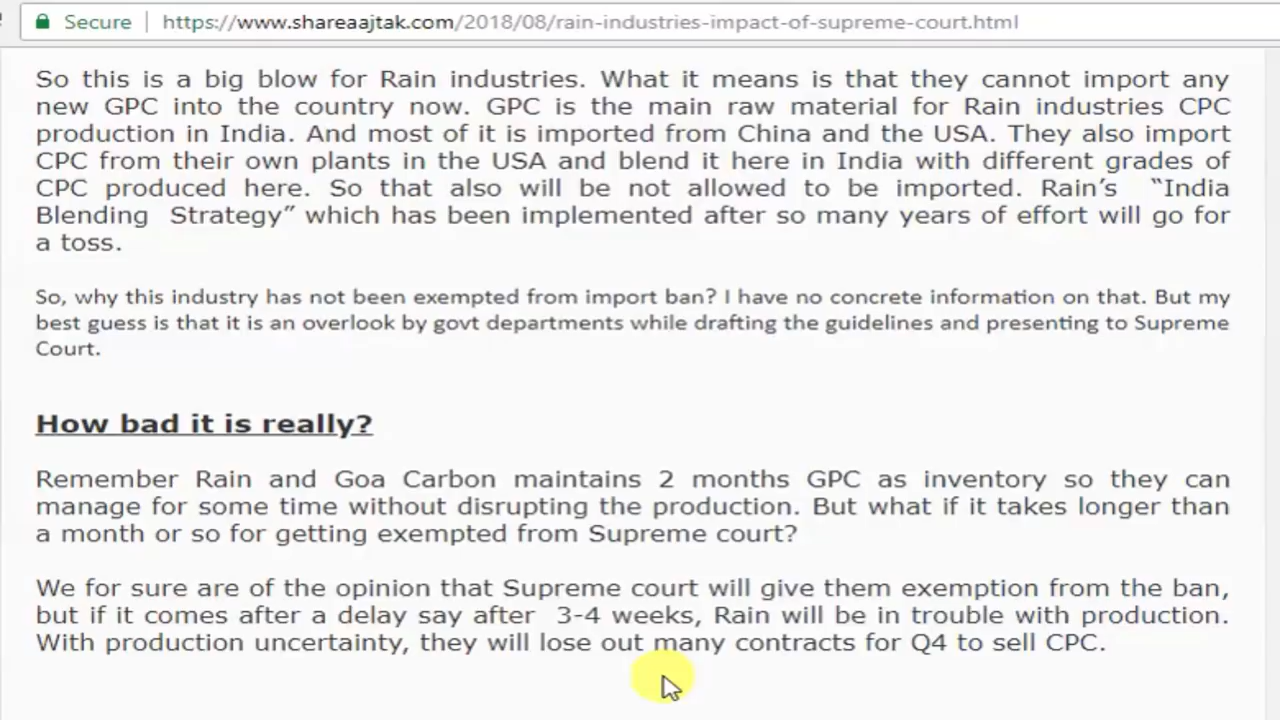 Secure
https://www.shareaajtak.com/2018/08/rain-industries-impact-of-supreme-court.html
So this is a big blow for Rain industries. What it means is that they cannot import any
new GPC into the country now. GPC is the main raw material for Rain industries CPC
production in India. And most of it is imported from China and the USA. They also import
CPC from their own plants in the USA and blend it here in India with different grades of
CPC produced here. So that also will be not allowed to be imported. Rain’s “India
Blending Strategy” which has been implemented after so many years of effort will go for
a toss.
So, why this industry has not been exempted from import ban? I have no concrete information on that. But my
best guess is that it is an overlook by govt departments while drafting the guidelines and presenting to Supreme
Court.
How bad it is really?
Remember Rain and Goa Carbon maintains 2 months GPC as inventory so they can
manage for some time without disrupting the production. But what if it takes longer than
a month or so for getting exempted from Supreme court?
We for sure are of the opinion that Supreme court will give them exemption from the ban,
but if it comes after a delay say after 3-4 weeks, Rain will be in trouble with production.
With production uncertainty, they will lose out many contracts for Q4 to sell CPC.